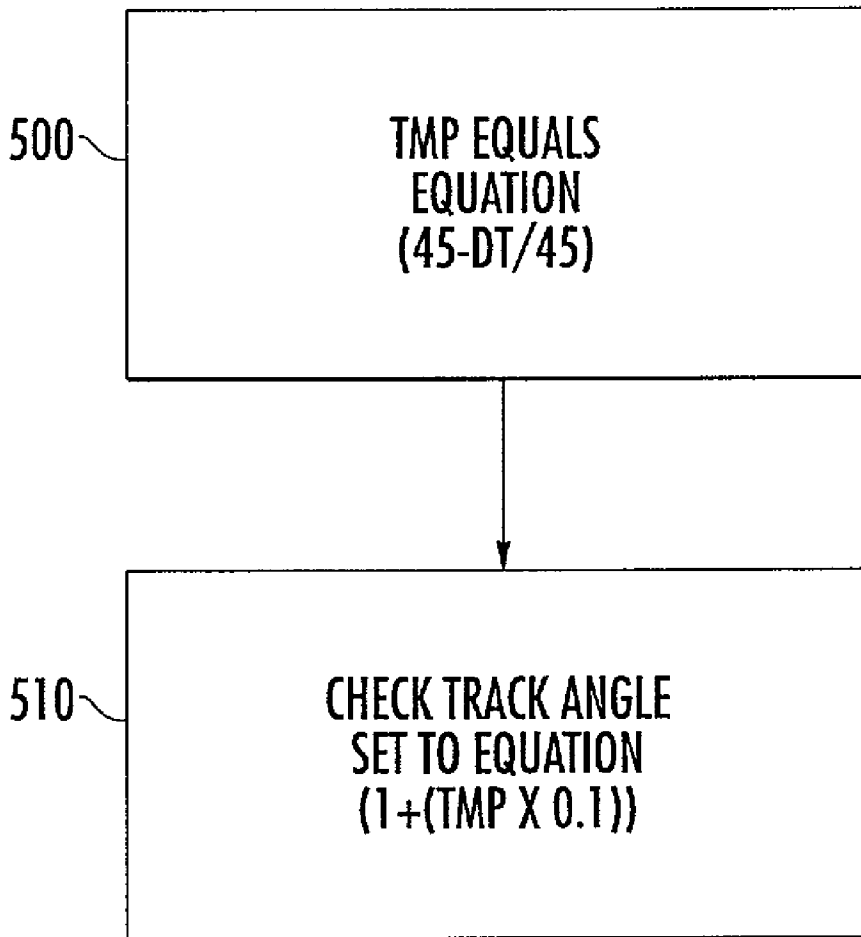 500
TMP EQUALS
EQUATION
(45-DT/45)
510
CHECK TRACK ANGLE
SET TO EQUATION
(1+(TMP X 0.1))